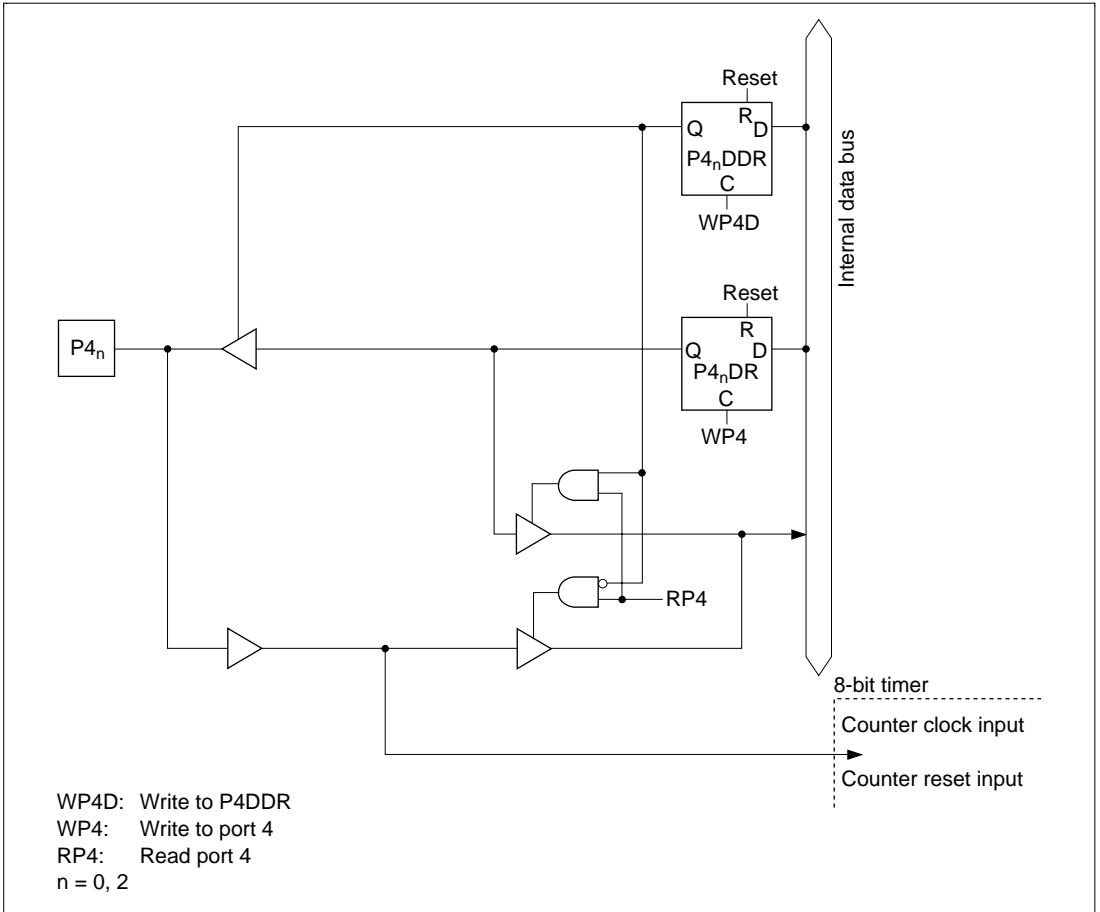 Reset
R
Q D
P4nDDR
C
WP4D
Internal data bus
Reset
R
P4n
Q D
P4nDR
C
WP4
RP4
8-bit timer
Counter clock input
Counter reset input
WP4D: Write to P4DDR
WP4: Write to port 4
RP4: Read port 4
n = 0, 2